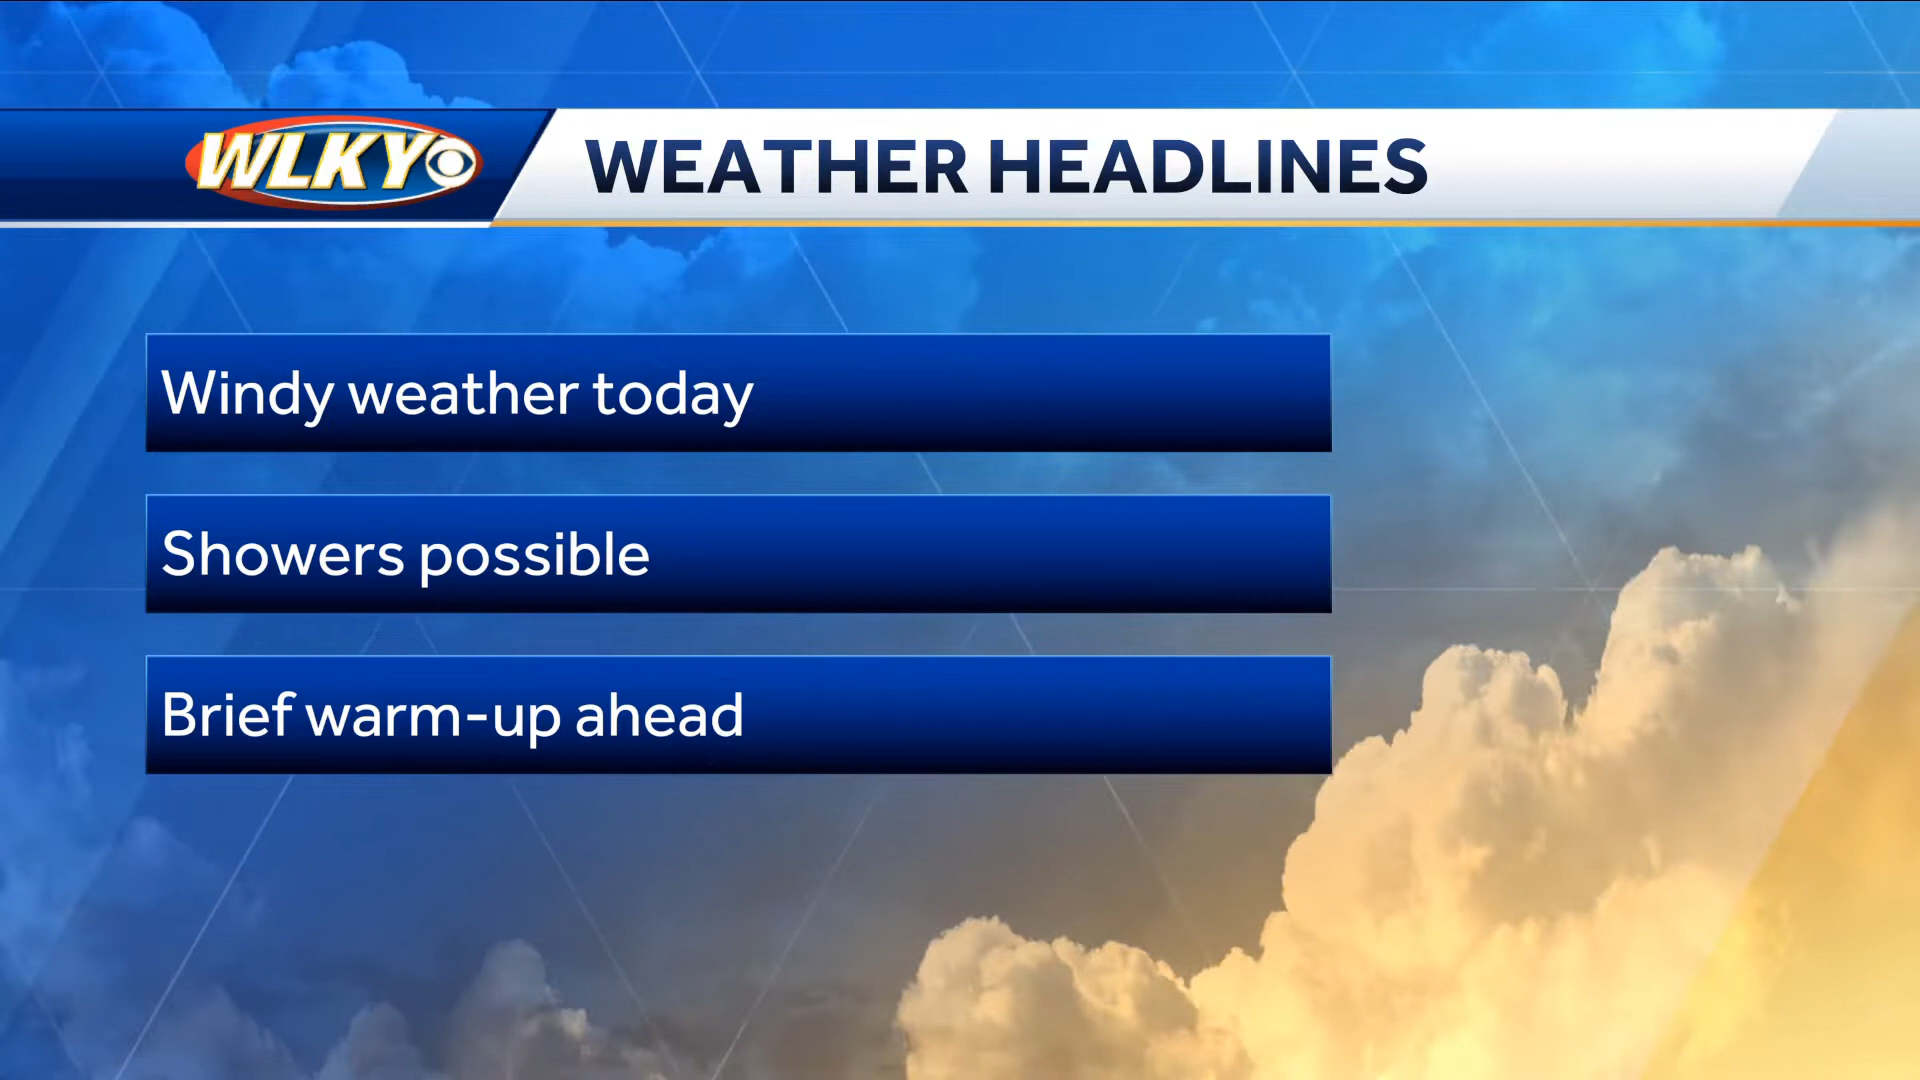 WLKY
WEATHER HEADLINES
Windy weather today
Showers possible
Brief warm-up ahead